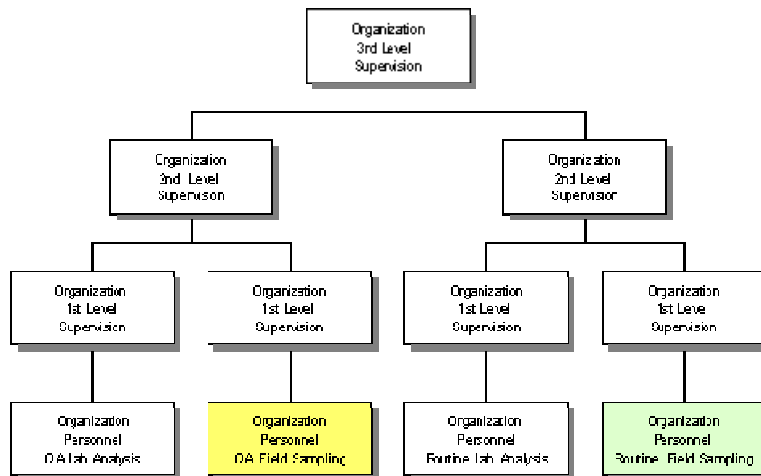 Organization
3rd Level
Supervision
Organization
2nd Level
Supervision
Organization
2nd Level
Supervision
Organization
1st Level
Supervision
Organization
1st Level
Supervision
Organization
1st Level
Supervision
Organization
1st Level
Supervision
Organization
Personnel
QA Lab Analysis
Organization
Personnel
QA Field Sampling
Organization
Personnel
Routine Lab Analysis
Organization
Personnel
Routine Field Sampling